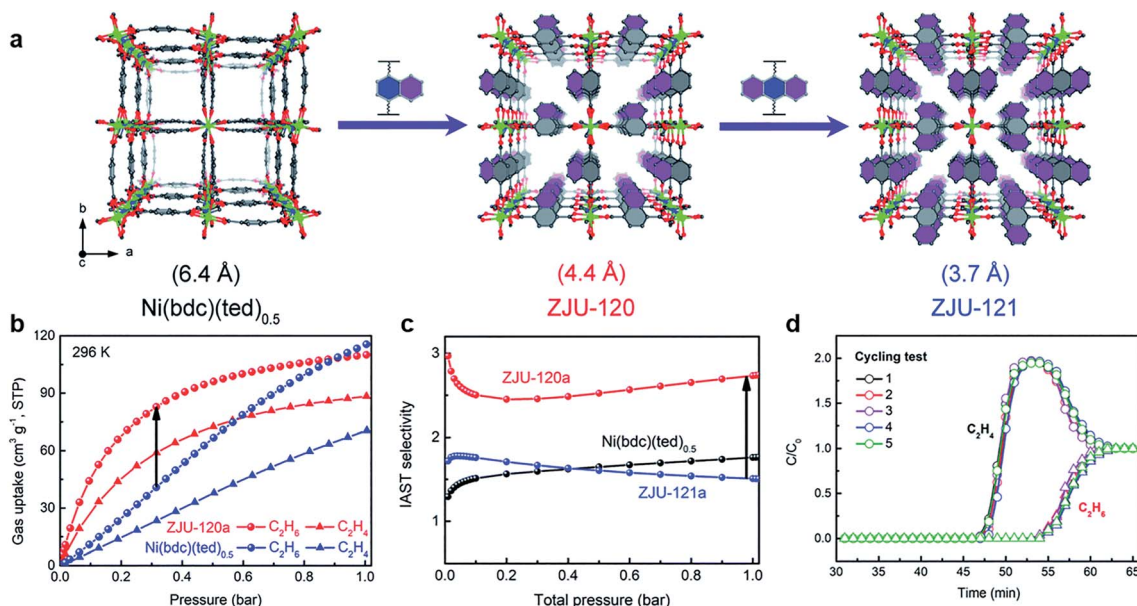 a
b
c
a
(6.4 Å)
(4.4 Å)
(3.7 Å)
Ni(bdc)(ted)0.5
ZJU-120
ZJU-121
b
120
90
60
30
0
296 K
Gas uptake (cm³ g⁻¹, STP)
ZJU-120a C₂H₆ C₂H₄
Ni(bdc)(ted)0.5 C₂H₆ C₂H₄
0.0 0.2 0.4 0.6 0.8 1.0
Pressure (bar)
c
3
2
1
0
IAST selectivity
ZJU-120a
Ni(bdc)(ted)0.5
ZJU-121a
0.0 0.2 0.4 0.6 0.8 1.0
Total pressure (bar)
d
2.0
1.5
1.0
0.5
0.0
C/C₀
Cycling test
1
2
3
4
5
C₂H₄
C₂H₆
30 35 40 45 50 55 60 65
Time (min)